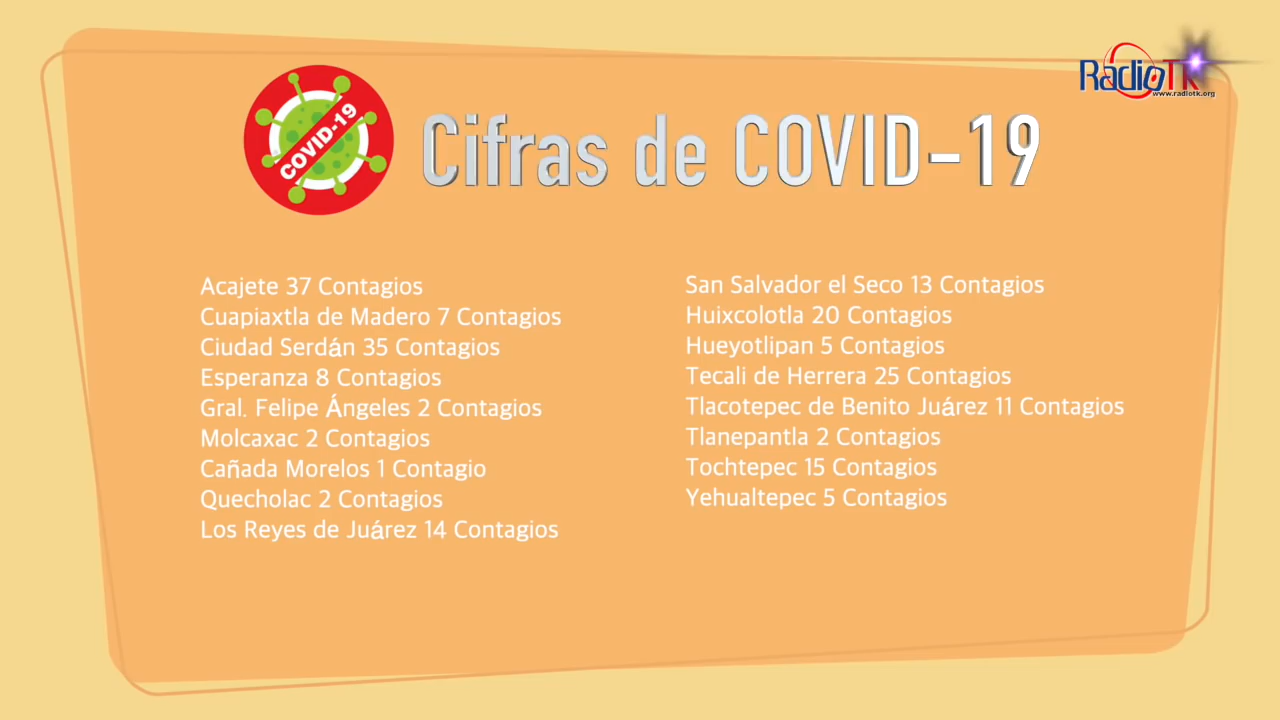 COVID-19
Cifras de COVID-19
RadioTK
www.radiotk.org
Acajete 37 Contagios
Cuapiaxtla de Madero 7 Contagios
Ciudad Serdán 35 Contagios
Esperanza 8 Contagios
Gral. Felipe Ángeles 2 Contagios
Molcaxac 2 Contagios
Cañada Morelos 1 Contagio
Quecholac 2 Contagios
Los Reyes de Juárez 14 Contagios
San Salvador el Seco 13 Contagios
Huixcolotla 20 Contagios
Hueyotlipan 5 Contagios
Tecali de Herrera 25 Contagios
Tlacotepec de Benito Juárez 11 Contagios
Tlanepantla 2 Contagios
Tochtepec 15 Contagios
Yehualtepec 5 Contagios